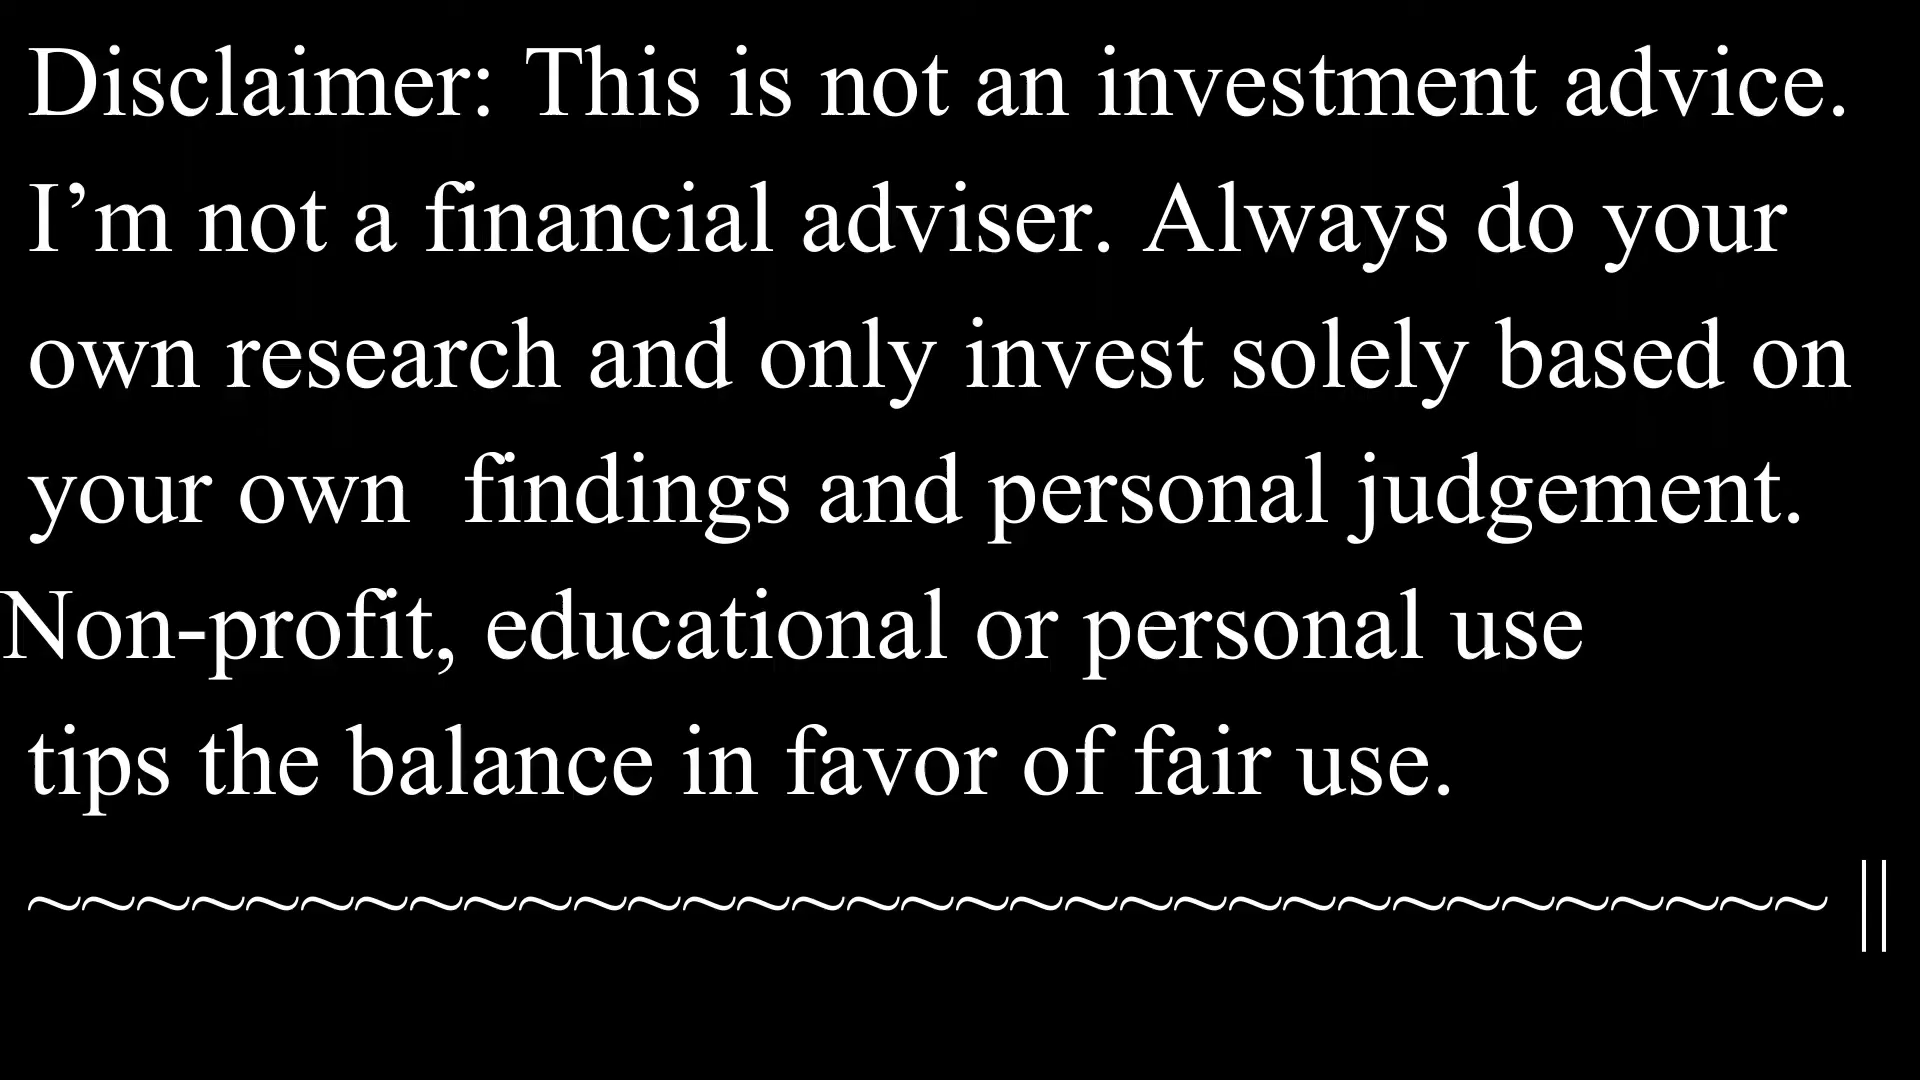 Disclaimer: This is not an investment advice.
I’m not a financial adviser. Always do your
own research and only invest solely based on
your own  findings and personal judgement.
Non-profit, educational or personal use
tips the balance in favor of fair use.
~~~~~~~~~~~~~~~~~~~~~~~~~~~~~~~~~ ||